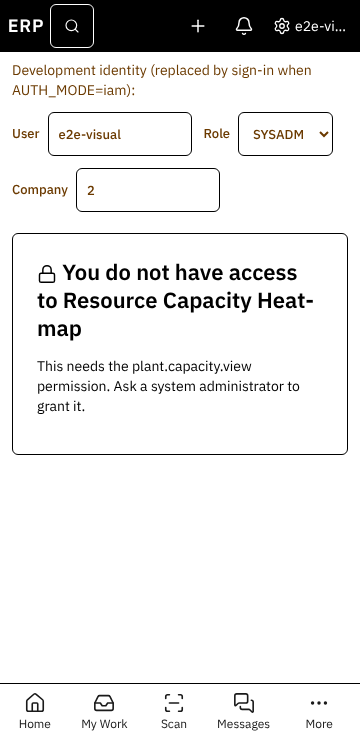 ERP e2e-vi...
Development identity (replaced by sign-in when
AUTH_MODE=iam):
User e2e-visual Role SYSADM
Company 2
You do not have access
to Resource Capacity Heat-
map
This needs the plant.capacity.view
permission. Ask a system administrator to
grant it.
Home My Work Scan Messages More